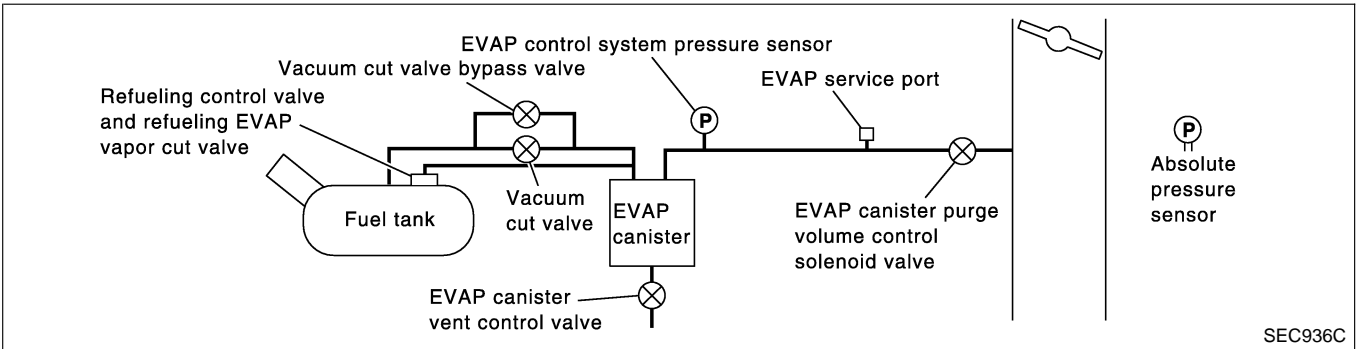 EVAP control system pressure sensor
Vacuum cut valve bypass valve
EVAP service port
Refueling control valve
and refueling EVAP
vapor cut valve
P
P
Absolute
pressure
sensor
Vacuum
cut valve
Fuel tank
EVAP
canister
EVAP canister purge
volume control
solenoid valve
EVAP canister
vent control valve
SEC936C